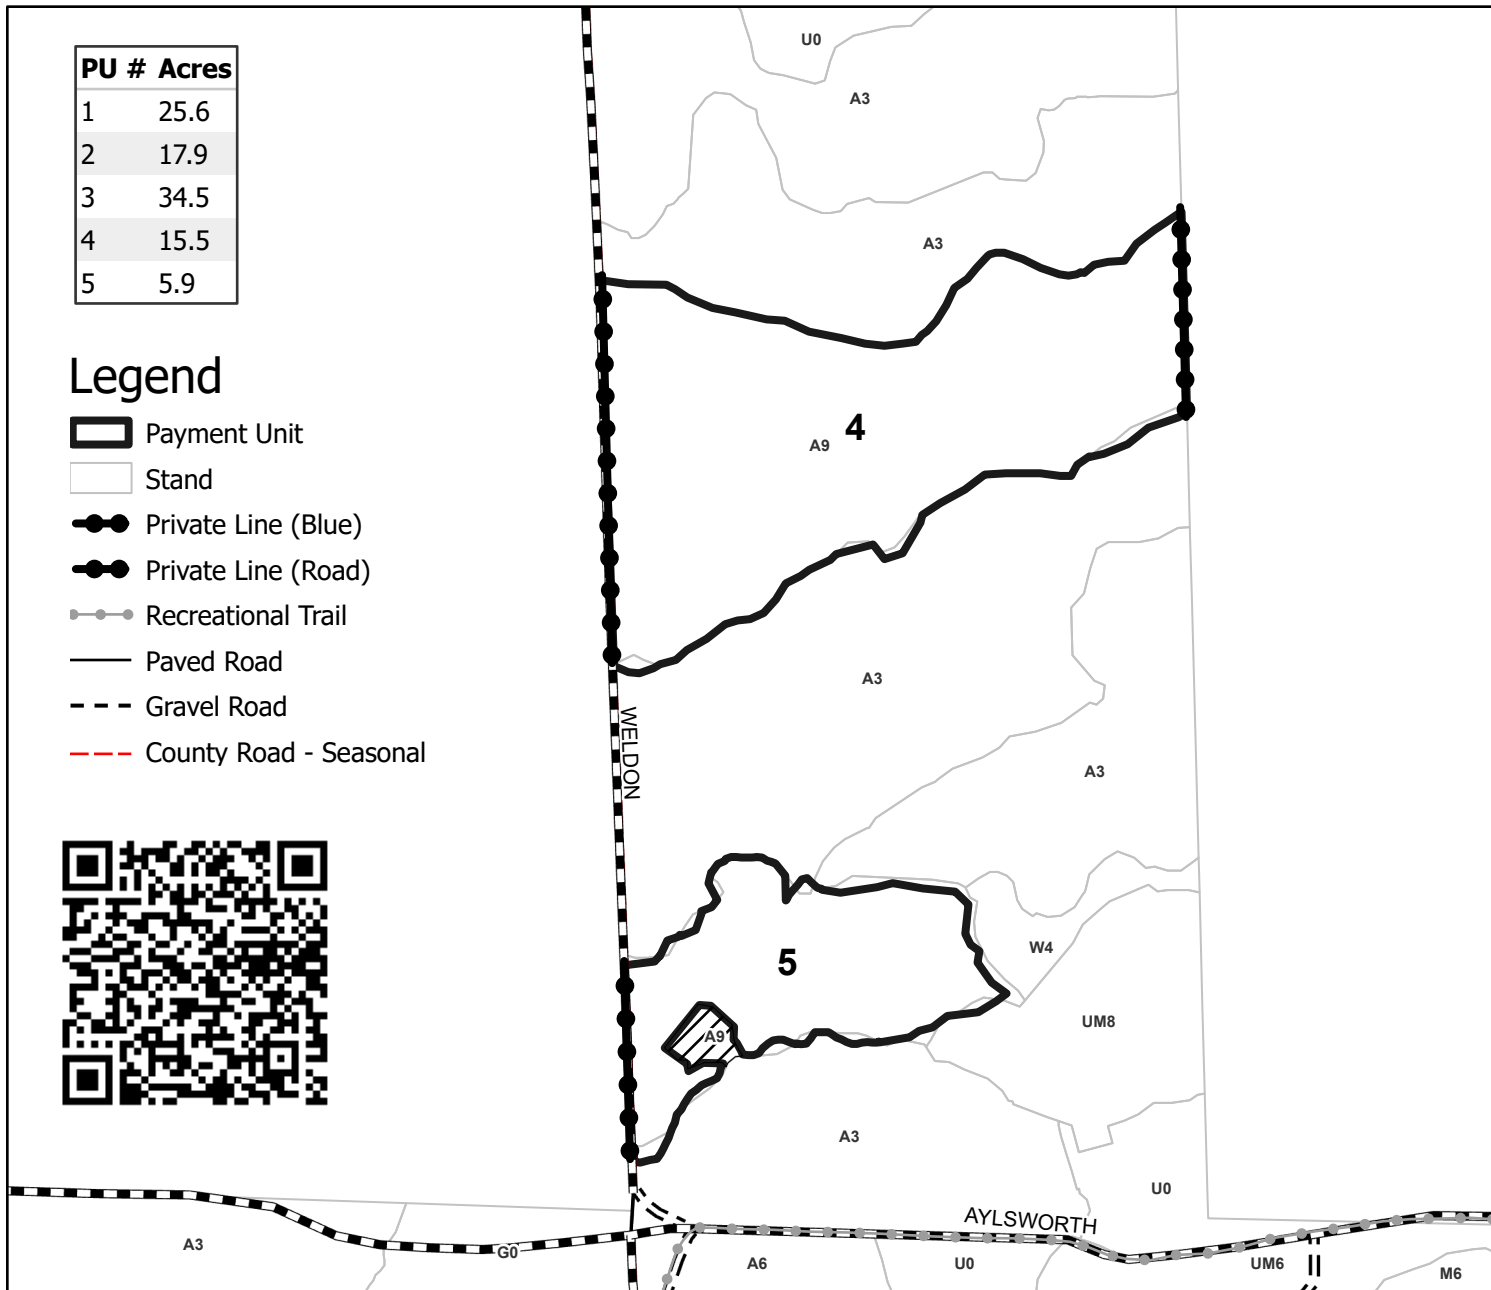 PU # Acres
1 25.6
2 17.9
3 34.5
4 15.5
5 5.9
Legend
Payment Unit
Stand
Private Line (Blue)
Private Line (Road)
Recreational Trail
Paved Road
Gravel Road
County Road - Seasonal
U0
A3
A3
4
A9
A3
WELDON
A3
W4
5
UM8
A9
A3
U0
AYLSWORTH
A3
G0
A6
U0
UM6
M6